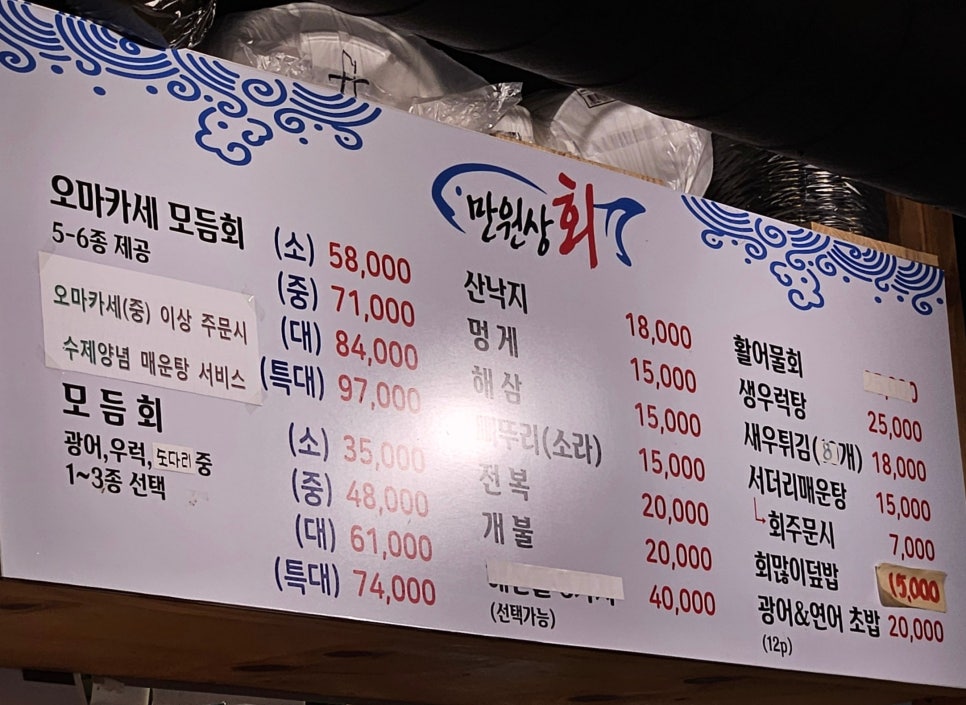 만원상회
오마카세 모듬회
5-6종 제공
(소) 58,000
(중) 71,000
(대) 84,000
(특대) 97,000
오마카세(중) 이상 주문시
수제양념 매운탕 서비스
모듬회
광어,우럭,도다리중
1~3종 선택
(소) 35,000
(중) 48,000
(대) 61,000
(특대) 74,000
산낙지 18,000
멍게 15,000
해삼 15,000
(소라) 15,000
전복 20,000
개불 20,000
40,000
(선택가능)
활어물회
생우럭탕 25,000
새우튀김(8개) 18,000
서더리매운탕 15,000
회주문시 7,000
회많이덮밥 15,000
광어&연어 초밥 20,000
(12p)